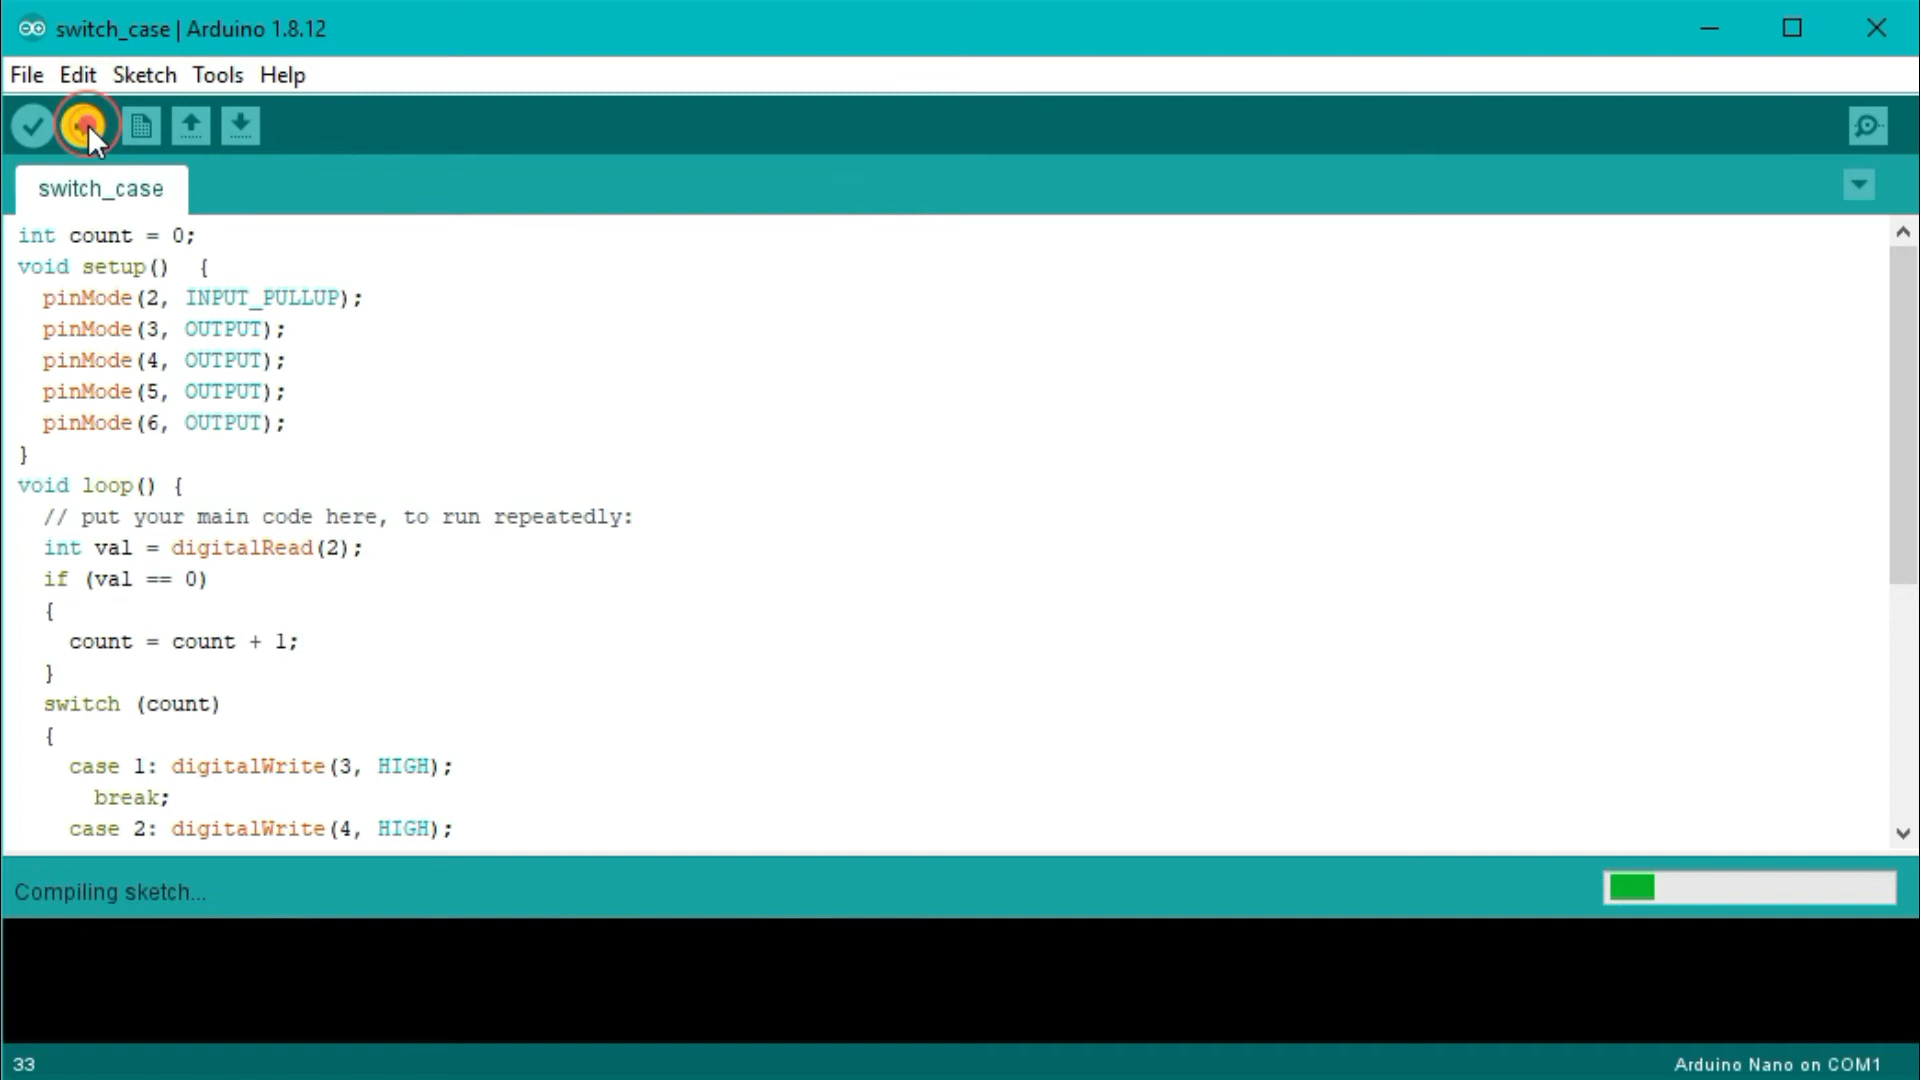 switch_case | Arduino 1.8.12
File Edit Sketch Tools Help
switch_case
int count = 0;
void setup()  {
  pinMode(2, INPUT_PULLUP);
  pinMode(3, OUTPUT);
  pinMode(4, OUTPUT);
  pinMode(5, OUTPUT);
  pinMode(6, OUTPUT);
}
void loop() {
  // put your main code here, to run repeatedly:
  int val = digitalRead(2);
  if (val == 0)
  {
    count = count + 1;
  }
  switch (count)
  {
    case 1: digitalWrite(3, HIGH);
      break;
    case 2: digitalWrite(4, HIGH);
Compiling sketch...
33
Arduino Nano on COM1